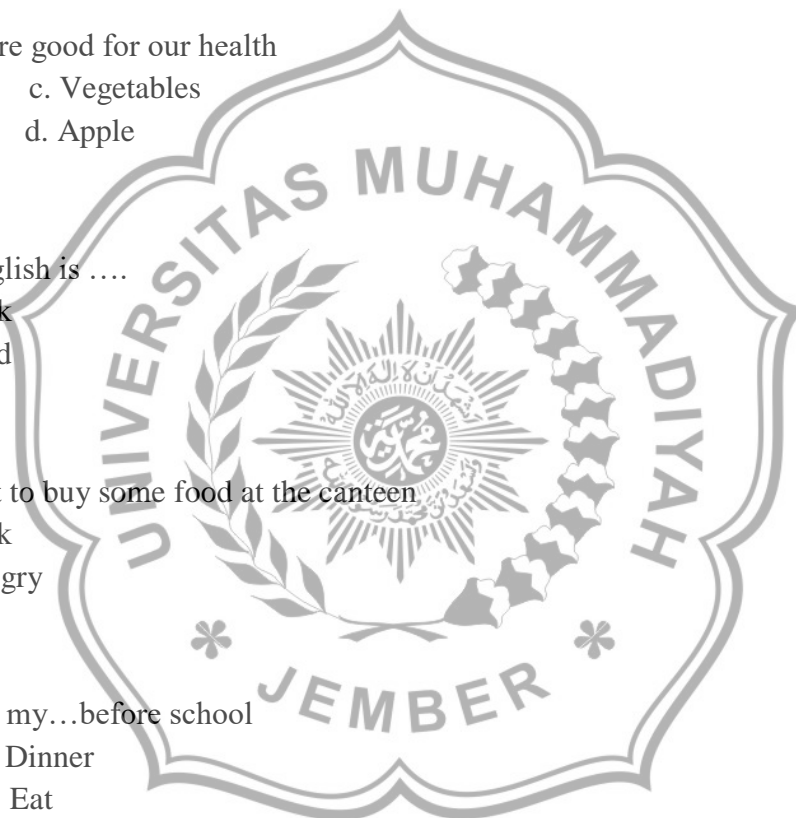 re good for our health
c. Vegetables
d. Apple
glish is ….
k
d
t to buy some food at the canteen
k
gry
my…before school
Dinner
Eat
UNIVERSITAS MUHAMMADIYAH
JEMBER